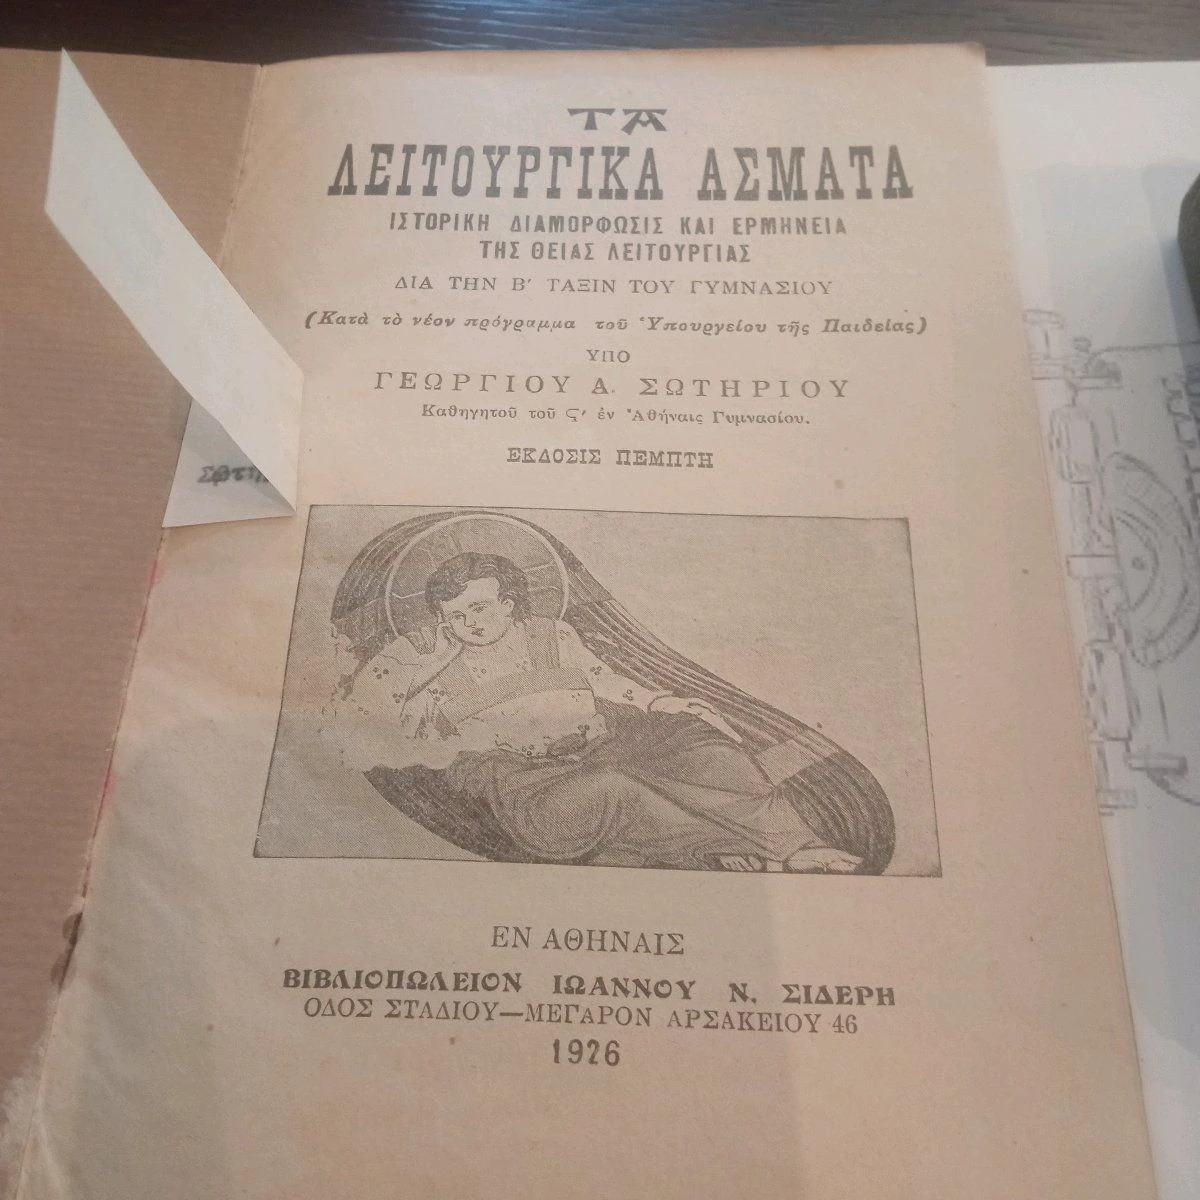 ΤΑ
ΛΕΙΤΟΥΡΓΙΚΑ ΑΣΜΑΤΑ
ΙΣΤΟΡΙΚΗ ΔΙΑΜΟΡΦΩΣΙΣ ΚΑΙ ΕΡΜΗΝΕΙΑ
ΤΗΣ ΘΕΙΑΣ ΛΕΙΤΟΥΡΓΙΑΣ
ΔΙΑ ΤΗΝ Β′ ΤΑΞΙΝ ΤΟΥ ΓΥΜΝΑΣΙΟΥ
(Κατὰ τὸ νέον πρόγραμμα τοῦ Ὑπουργείου τῆς Παιδείας)
ΥΠΟ
ΓΕΩΡΓΙΟΥ Δ. ΣΩΤΗΡΙΟΥ
Καθηγητοῦ τοῦ Ϛ′ ἐν Ἀθήναις Γυμνασίου.
ΕΚΔΟΣΙΣ ΠΕΜΠΤΗ
ΕΝ ΑΘΗΝΑΙΣ
ΒΙΒΛΙΟΠΩΛΕΙΟΝ ΙΩΑΝΝΟΥ Ν. ΣΙΔΕΡΗ
ΟΔΟΣ ΣΤΑΔΙΟΥ—ΜΕΓΑΡΟΝ ΑΡΣΑΚΕΙΟΥ 46
1926